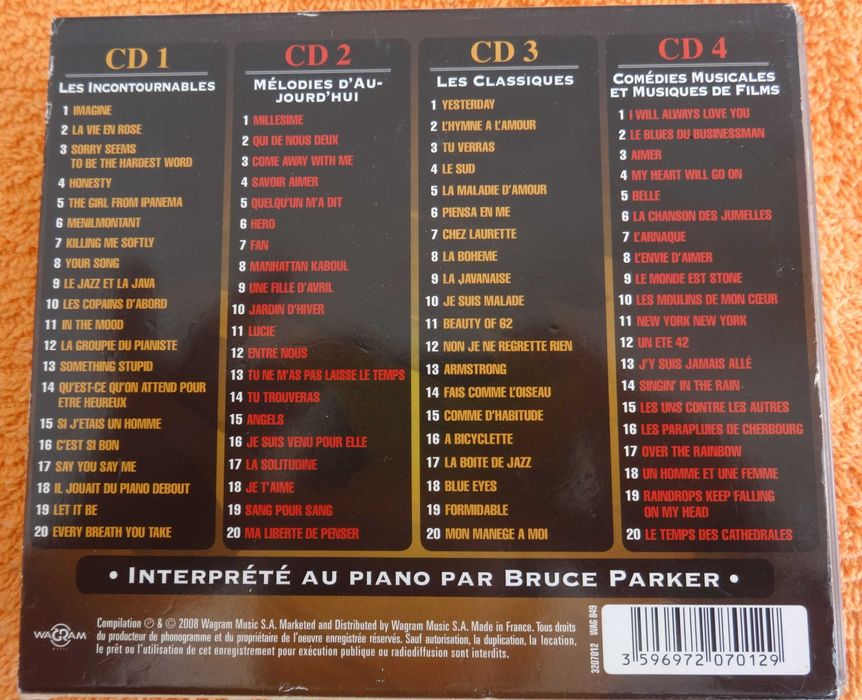 CD 1
LES INCONTOURNABLES
1 IMAGINE
2 LA VIE EN ROSE
3 SORRY SEEMS
TO BE THE HARDEST WORD
4 HONESTY
5 THE GIRL FROM IPANEMA
6 MENILMONTANT
7 KILLING ME SOFTLY
8 YOUR SONG
9 LE JAZZ ET LA JAVA
10 LES COPAINS D'ABORD
11 IN THE MOOD
12 LA GROUPIE DU PIANISTE
13 SOMETHING STUPID
14 QU'EST-CE QU'ON ATTEND POUR
ETRE HEUREUX
15 SI J'ETAIS UN HOMME
16 C'EST SI BON
17 SAY YOU SAY ME
18 IL JOUAIT DU PIANO DEBOUT
19 LET IT BE
20 EVERY BREATH YOU TAKE
CD 2
MÉLODIES D'AU-
JOURD'HUI
1 MILLESIME
2 QUI DE NOUS DEUX
3 COME AWAY WITH ME
4 SAVOIR AIMER
5 QUELQU'UN M'A DIT
6 HERO
7 FAN
8 MANHATTAN KABOUL
9 UNE FILLE D'AVRIL
10 JARDIN D'HIVER
11 LUCIE
12 ENTRE NOUS
13 TU NE M'AS PAS LAISSE LE TEMPS
14 TU TROUVERAS
15 ANGELS
16 JE SUIS VENU POUR ELLE
17 LA SOLITUDINE
18 JE T'AIME
19 SANG POUR SANG
20 MA LIBERTE DE PENSER
CD 3
LES CLASSIQUES
1 YESTERDAY
2 L'HYMNE A L'AMOUR
3 TU VERRAS
4 LE SUD
5 LA MALADIE D'AMOUR
6 PIENSA EN ME
7 CHEZ LAURETTE
8 LA BOHEME
9 LA JAVANAISE
10 JE SUIS MALADE
11 BEAUTY OF 62
12 NON JE NE REGRETTE RIEN
13 ARMSTRONG
14 FAIS COMME L'OISEAU
15 COMME D'HABITUDE
16 A BICYCLETTE
17 LA BOITE DE JAZZ
18 BLUE EYES
19 FORMIDABLE
20 MON MANEGE A MOI
CD 4
COMÉDIES MUSICALES
ET MUSIQUES DE FILMS
1 I WILL ALWAYS LOVE YOU
2 LE BLUES DU BUSINESSMAN
3 AIMER
4 MY HEART WILL GO ON
5 BELLE
6 LA CHANSON DES JUMELLES
7 L'ARNAQUE
8 L'ENVIE D'AIMER
9 LE MONDE EST STONE
10 LES MOULINS DE MON CŒUR
11 NEW YORK NEW YORK
12 UN ETE 42
13 J'Y SUIS JAMAIS ALLÉ
14 SINGIN' IN THE RAIN
15 LES UNS CONTRE LES AUTRES
16 LES PARAPLUIES DE CHERBOURG
17 OVER THE RAINBOW
18 UN HOMME ET UNE FEMME
19 RAINDROPS KEEP FALLING
ON MY HEAD
20 LE TEMPS DES CATHEDRALES
• INTERPRÉTÉ AU PIANO PAR BRUCE PARKER •
WAGRAM
MUSIC
Compilation ℗ & © 2008 Wagram Music S.A. Marketed and Distributed by Wagram Music S.A. Made in France. Tous droits
du producteur de phonogramme et du propriétaire de l'oeuvre enregistrée réservés. Sauf autorisation, la duplication, la location,
le prêt ou l'utilisation de cet enregistrement pour exécution publique ou radiodiffusion sont interdits.
3207012 WAG 849
3 596972 070129